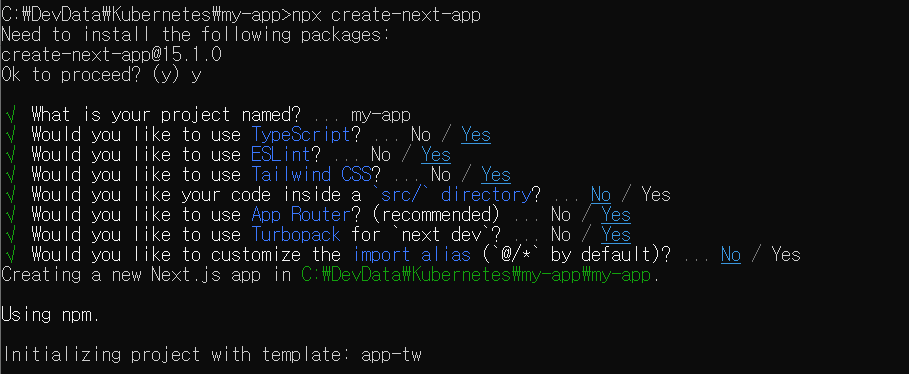 C:₩DevData₩Kubernetes₩my-app>npx create-next-app
Need to install the following packages:
create-next-app@15.1.0
Ok to proceed? (y) y
√ What is your project named? ... my-app
√ Would you like to use TypeScript? ... No / Yes
√ Would you like to use ESLint? ... No / Yes
√ Would you like to use Tailwind CSS? ... No / Yes
√ Would you like your code inside a `src/` directory? ... No / Yes
√ Would you like to use App Router? (recommended) ... No / Yes
√ Would you like to use Turbopack for `next dev`? ... No / Yes
√ Would you like to customize the import alias (`@/*` by default)? ... No / Yes
Creating a new Next.js app in C:₩DevData₩Kubernetes₩my-app₩my-app.
Using npm.
Initializing project with template: app-tw